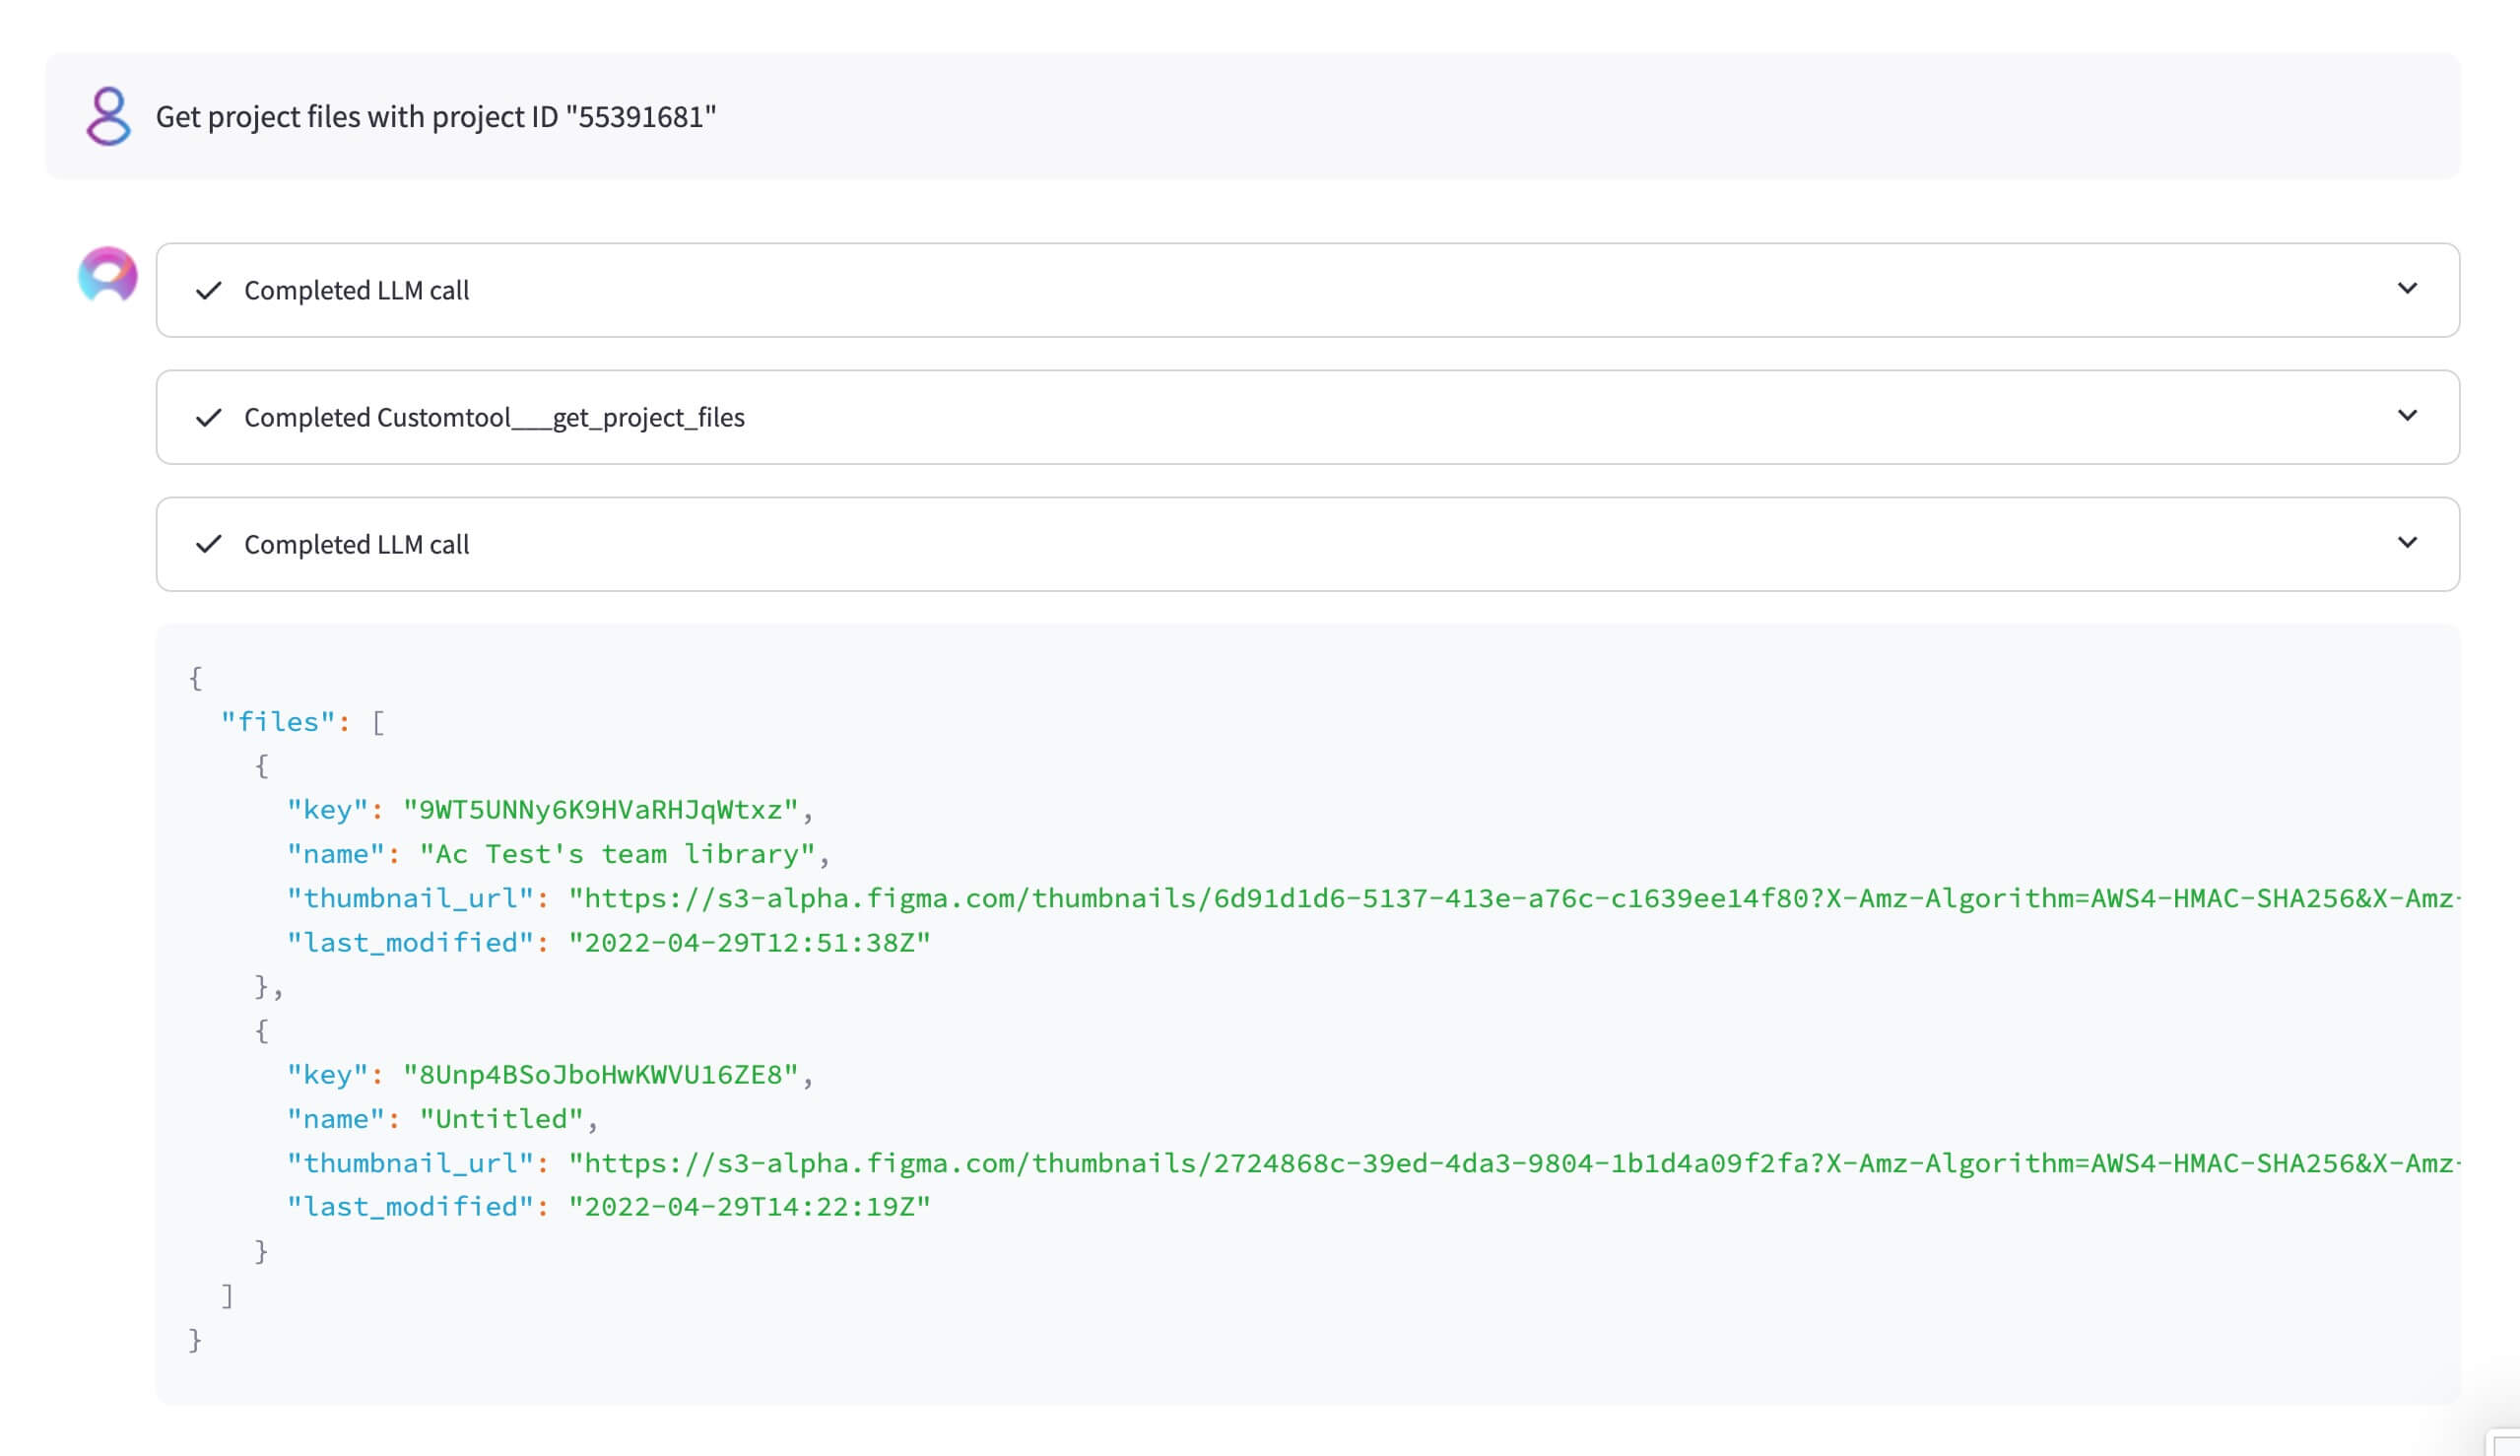 Get project files with project ID "55391681"
Completed LLM call
Completed Customtool___get_project_files
Completed LLM call
{
"files": [
{
"key": "9WT5UNNy6K9HVaRHJqWtxz",
"name": "Ac Test's team library",
"thumbnail_url": "https://s3-alpha.figma.com/thumbnails/6d91d1d6-5137-413e-a76c-c1639ee14f80?X-Amz-Algorithm=AWS4-HMAC-SHA256&X-Amz-
"last_modified": "2022-04-29T12:51:38Z"
},
{
"key": "8Unp4BSoJboHwKWVU16ZE8",
"name": "Untitled",
"thumbnail_url": "https://s3-alpha.figma.com/thumbnails/2724868c-39ed-4da3-9804-1b1d4a09f2fa?X-Amz-Algorithm=AWS4-HMAC-SHA256&X-Amz-
"last_modified": "2022-04-29T14:22:19Z"
}
]
}